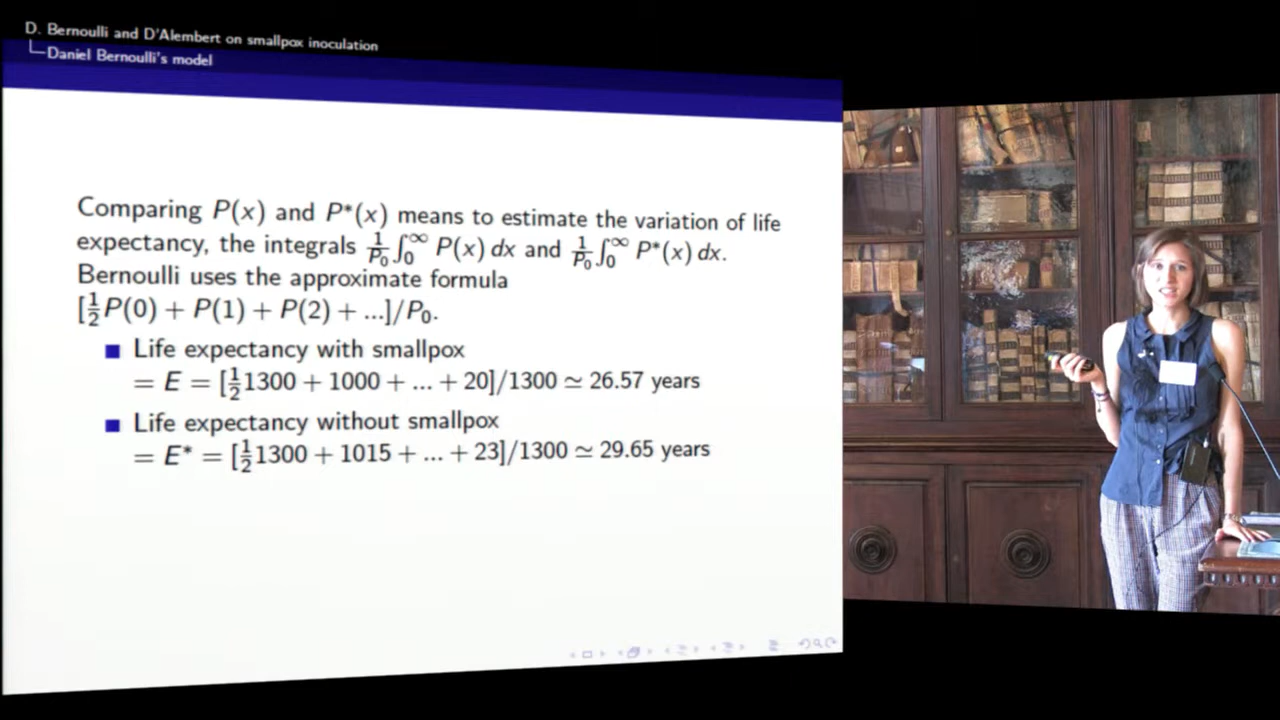 D. Bernoulli and D'Alembert on smallpox inoculation
Daniel Bernoulli's model
Comparing P(x) and P*(x) means to estimate the variation of life
expectancy, the integrals 1/P₀ ∫₀^∞ P(x) dx and 1/P₀ ∫₀^∞ P*(x) dx.
Bernoulli uses the approximate formula
[½P(0) + P(1) + P(2) + ...]/P₀.
Life expectancy with smallpox
= E = [½1300 + 1000 + ... + 20]/1300 ≃ 26.57 years
Life expectancy without smallpox
= E* = [½1300 + 1015 + ... + 23]/1300 ≃ 29.65 years